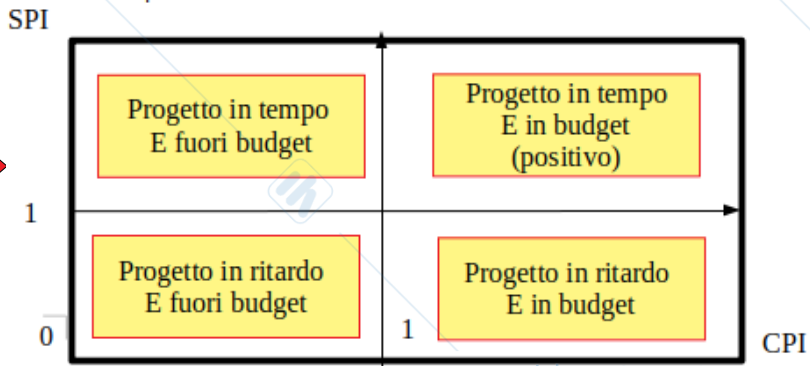 SPI
Progetto in tempo
E fuori budget
Progetto in tempo
E in budget
(positivo)
1
Progetto in ritardo
E fuori budget
Progetto in ritardo
E in budget
0
1
CPI